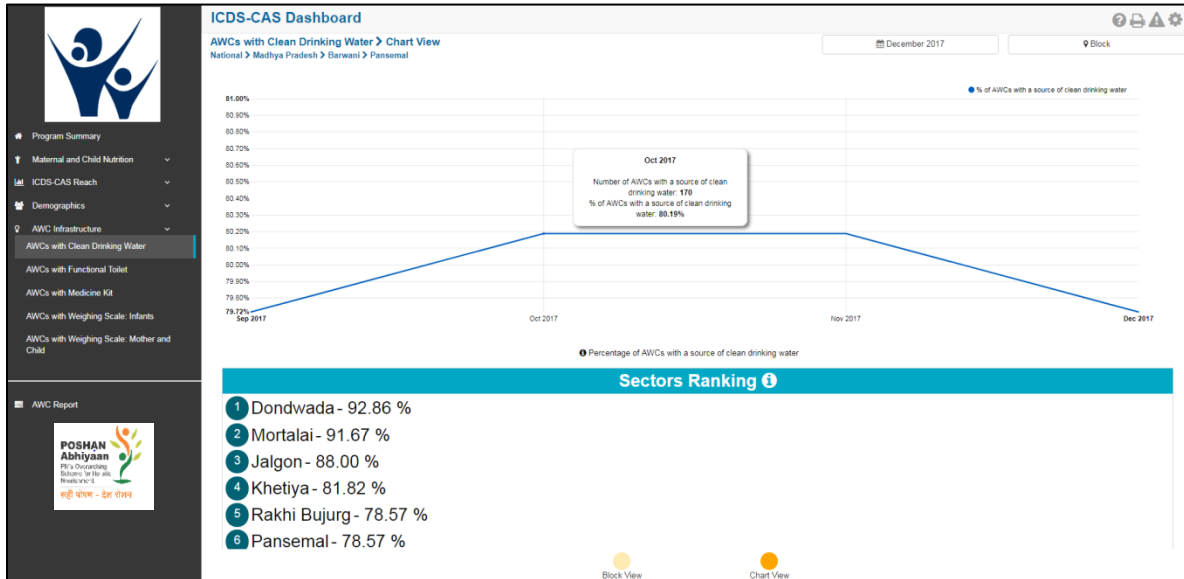 ICDS-CAS Dashboard
AWCs with Clean Drinking Water > Chart View
National > Madhya Pradesh > Barwani > Pansemal
December 2017
Block
Program Summary
Maternal and Child Nutrition
ICDS-CAS Reach
Demographics
AWC Infrastructure
AWCs with Clean Drinking Water
AWCs with Functional Toilet
AWCs with Medicine Kit
AWCs with Weighing Scale: Infants
AWCs with Weighing Scale: Mother and
Child
AWC Report
POSHAN
Abhiyaan
PM's Overarching
Scheme for Holistic
Nourishment
सही पोषण - देश रोशन
% of AWCs with a source of clean drinking water
81.00%
80.90%
80.80%
80.70%
80.60%
80.50%
80.40%
80.30%
80.20%
80.10%
80.00%
79.90%
79.80%
79.72%
Oct 2017
Number of AWCs with a source of clean
drinking water: 170
% of AWCs with a source of clean drinking
water: 80.19%
Sep 2017
Oct 2017
Nov 2017
Dec 2017
Percentage of AWCs with a source of clean drinking water
Sectors Ranking
1 Dondwada - 92.86 %
2 Mortalai - 91.67 %
3 Jalgon - 88.00 %
4 Khetiya - 81.82 %
5 Rakhi Bujurg - 78.57 %
6 Pansemal - 78.57 %
Block View
Chart View